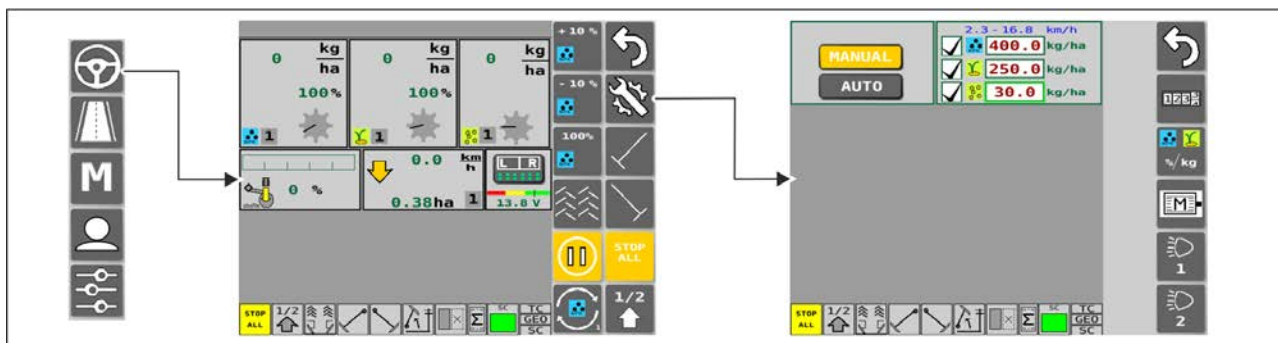 M
0 kg ha
100%
1
0 kg ha
100%
1
0 kg ha
1
0 %
0.0 km h
0.38ha 1
L R
13.8 V
+10 %
- 10 %
100%
STOP ALL
1
1/2
STOP ALL
1/2
Σ
SC
TC
GEO
SC
MANUAL
AUTO
2.3-16.8 km/h
400.0 kg/ha
250.0 kg/ha
30.0 kg/ha
%/kg
M
1
2
STOP ALL
1/2
Σ
SC
TC
GEO
SC